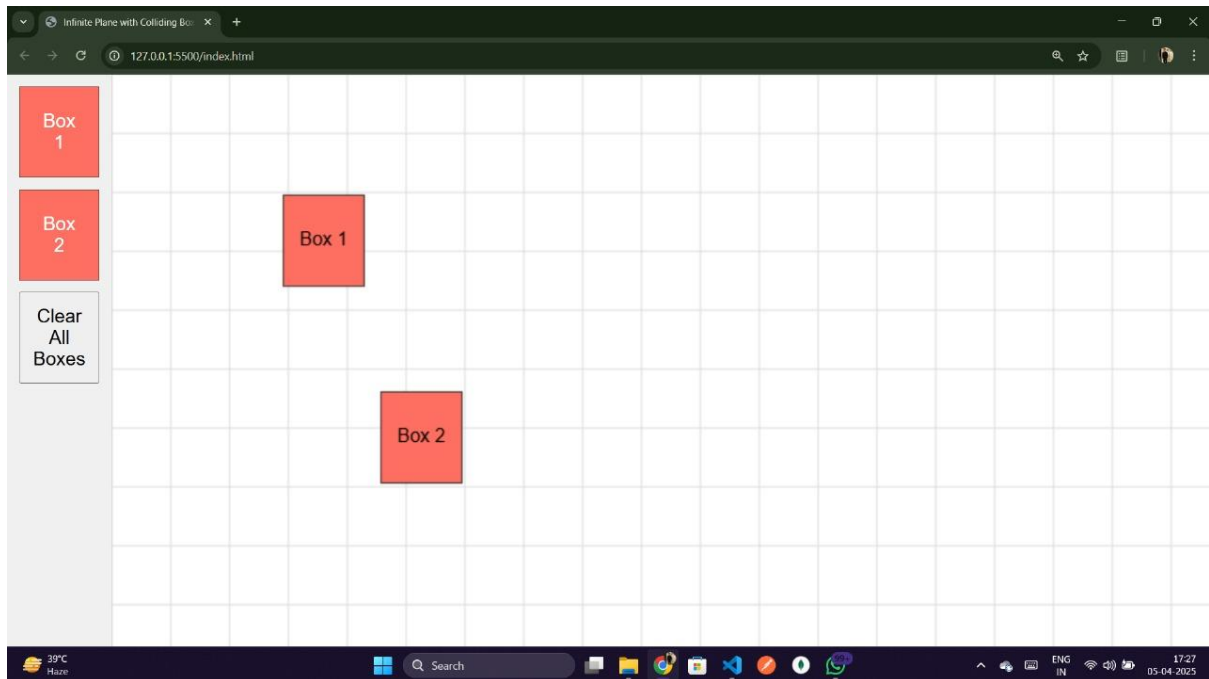 Infinite Plane with Colliding Bo
127.0.0.1:5500/index.html
Box
1
Box
2
Clear
All
Boxes
Box 1
Box 2
39°C
Haze
Search
ENG
IN
17:27
05-04-2025